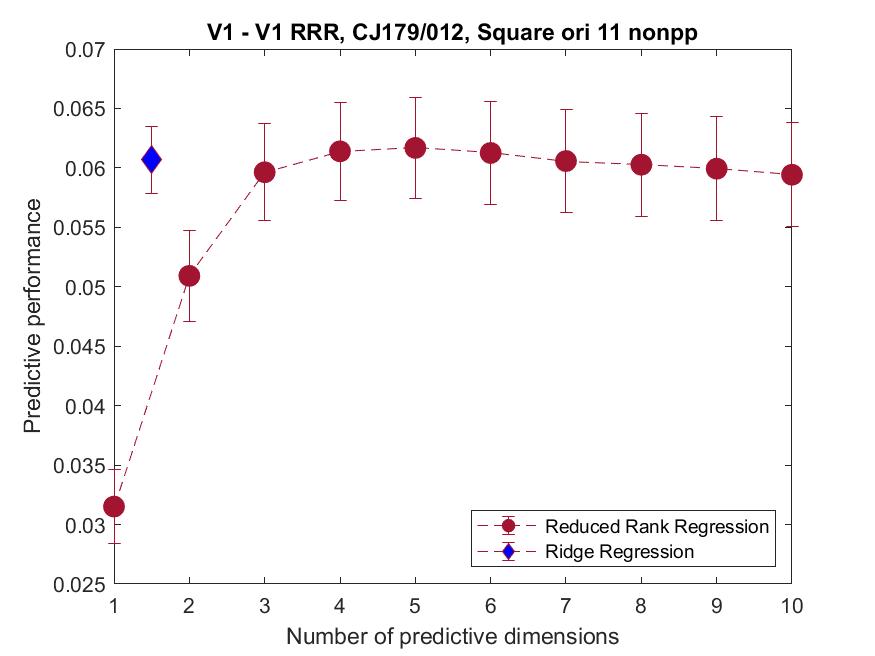 V1 - V1 RRR, CJ179/012, Square ori 11 nonpp
0.07
0.065
0.06
0.055
0.05
0.045
0.04
0.035
0.03
0.025
Predictive performance
Reduced Rank Regression
Ridge Regression
1 2 3 4 5 6 7 8 9 10
Number of predictive dimensions